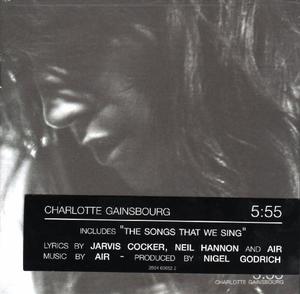 CHARLOTTE GAINSBOURG 5:55
INCLUDES "THE SONGS THAT WE SING"
LYRICS BY JARVIS COCKER, NEIL HANNON AND AIR
MUSIC BY AIR - PRODUCED BY NIGEL GODRICH
5:55
CHARLOTTE GAINSBOURG